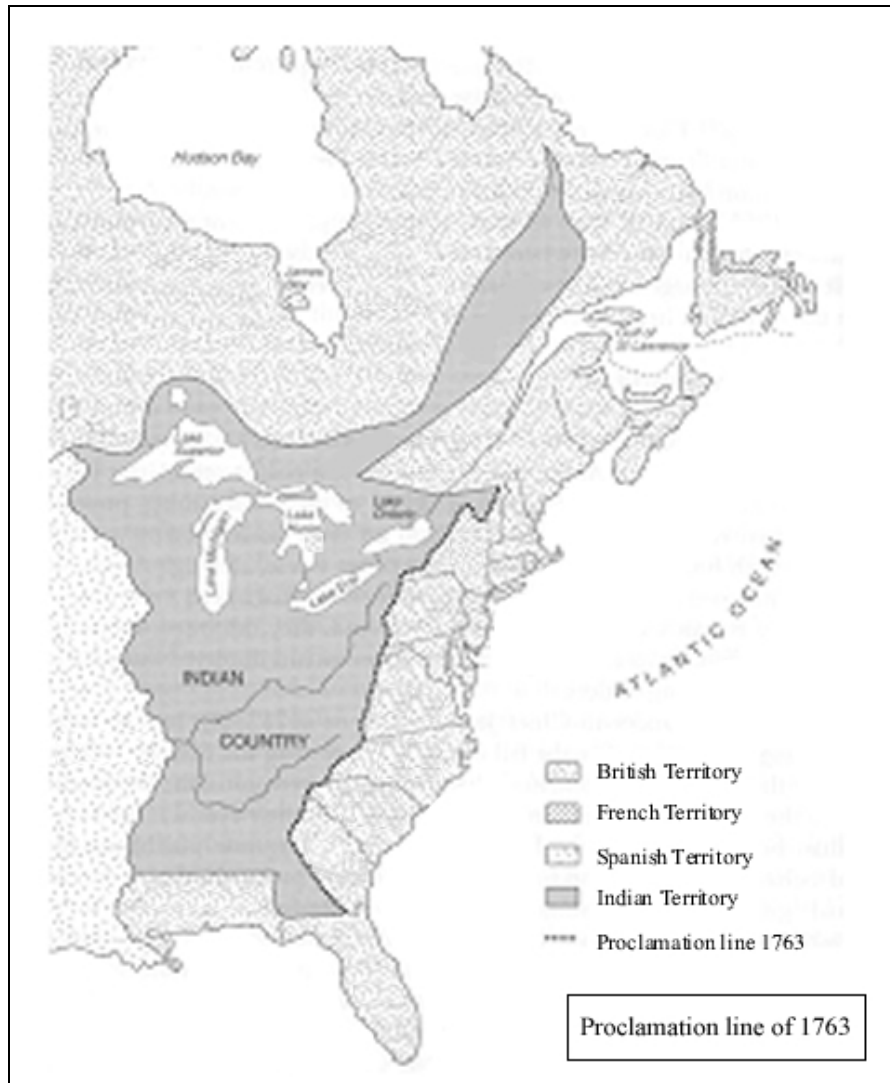 Hudson Bay
James
Bay
Gulf of
St Lawrence
Lake
Superior
Lake
Huron
Lake
Ontario
Lake Michigan
Lake Erie
ATLANTIC OCEAN
INDIAN
COUNTRY
British Territory
French Territory
Spanish Territory
Indian Territory
Proclamation line 1763
Proclamation line of 1763